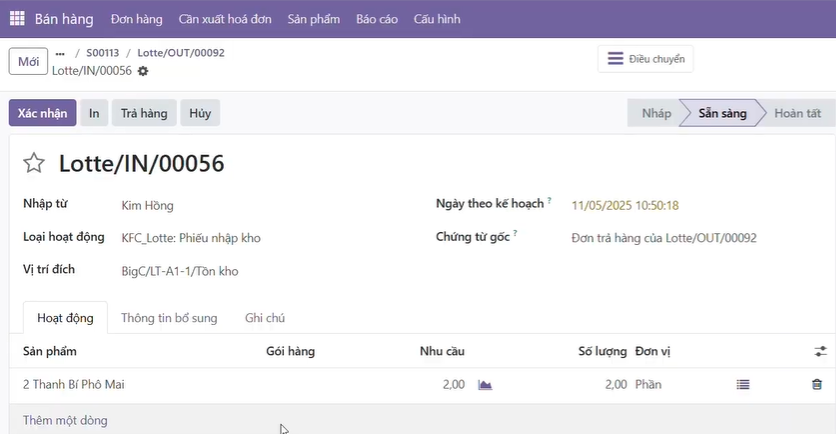 Bán hàng Đơn hàng Cần xuất hoá đơn Sản phẩm Báo cáo Cấu hình
Mới ... / S00113 / Lotte/OUT/00092
Lotte/IN/00056
Điều chuyển
Xác nhận In Trả hàng Hủy Nháp Sẵn sàng Hoàn tất
Lotte/IN/00056
Nhập từ Kim Hồng Ngày theo kế hoạch ? 11/05/2025 10:50:18
Loại hoạt động KFC_Lotte: Phiếu nhập kho Chứng từ gốc ? Đơn trả hàng của Lotte/OUT/00092
Vị trí đích BigC/LT-A1-1/Tồn kho
Hoạt động Thông tin bổ sung Ghi chú
Sản phẩm Gói hàng Nhu cầu Số lượng Đơn vị
2 Thanh Bí Phô Mai 2,00 2,00 Phần
Thêm một dòng